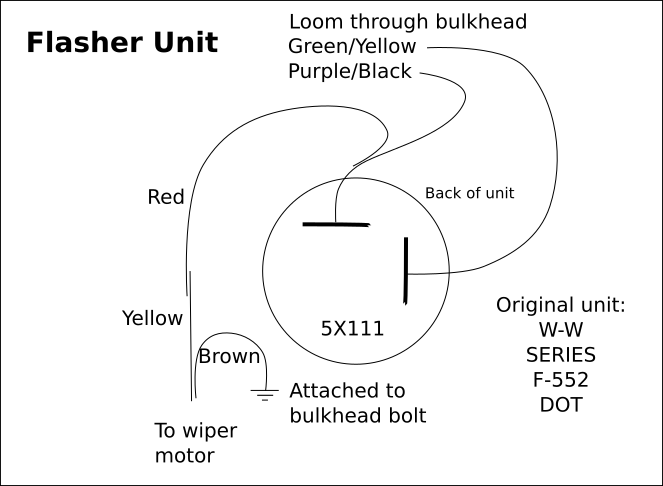 Flasher Unit
Loom through bulkhead
Green/Yellow
Purple/Black
Red
Back of unit
Yellow
Brown
5X111
Original unit:
W-W
SERIES
F-552
DOT
Attached to
bulkhead bolt
To wiper
motor